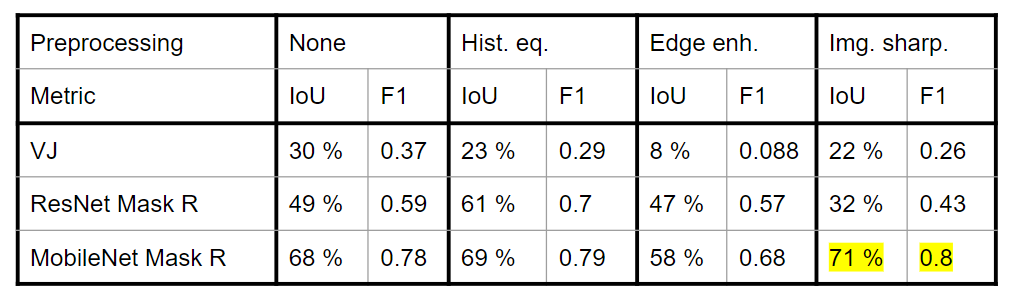 Preprocessing None Hist. eq. Edge enh. Img. sharp.
Metric IoU F1 IoU F1 IoU F1 IoU F1
VJ 30 % 0.37 23 % 0.29 8 % 0.088 22 % 0.26
ResNet Mask R 49 % 0.59 61 % 0.7 47 % 0.57 32 % 0.43
MobileNet Mask R 68 % 0.78 69 % 0.79 58 % 0.68 71 % 0.8